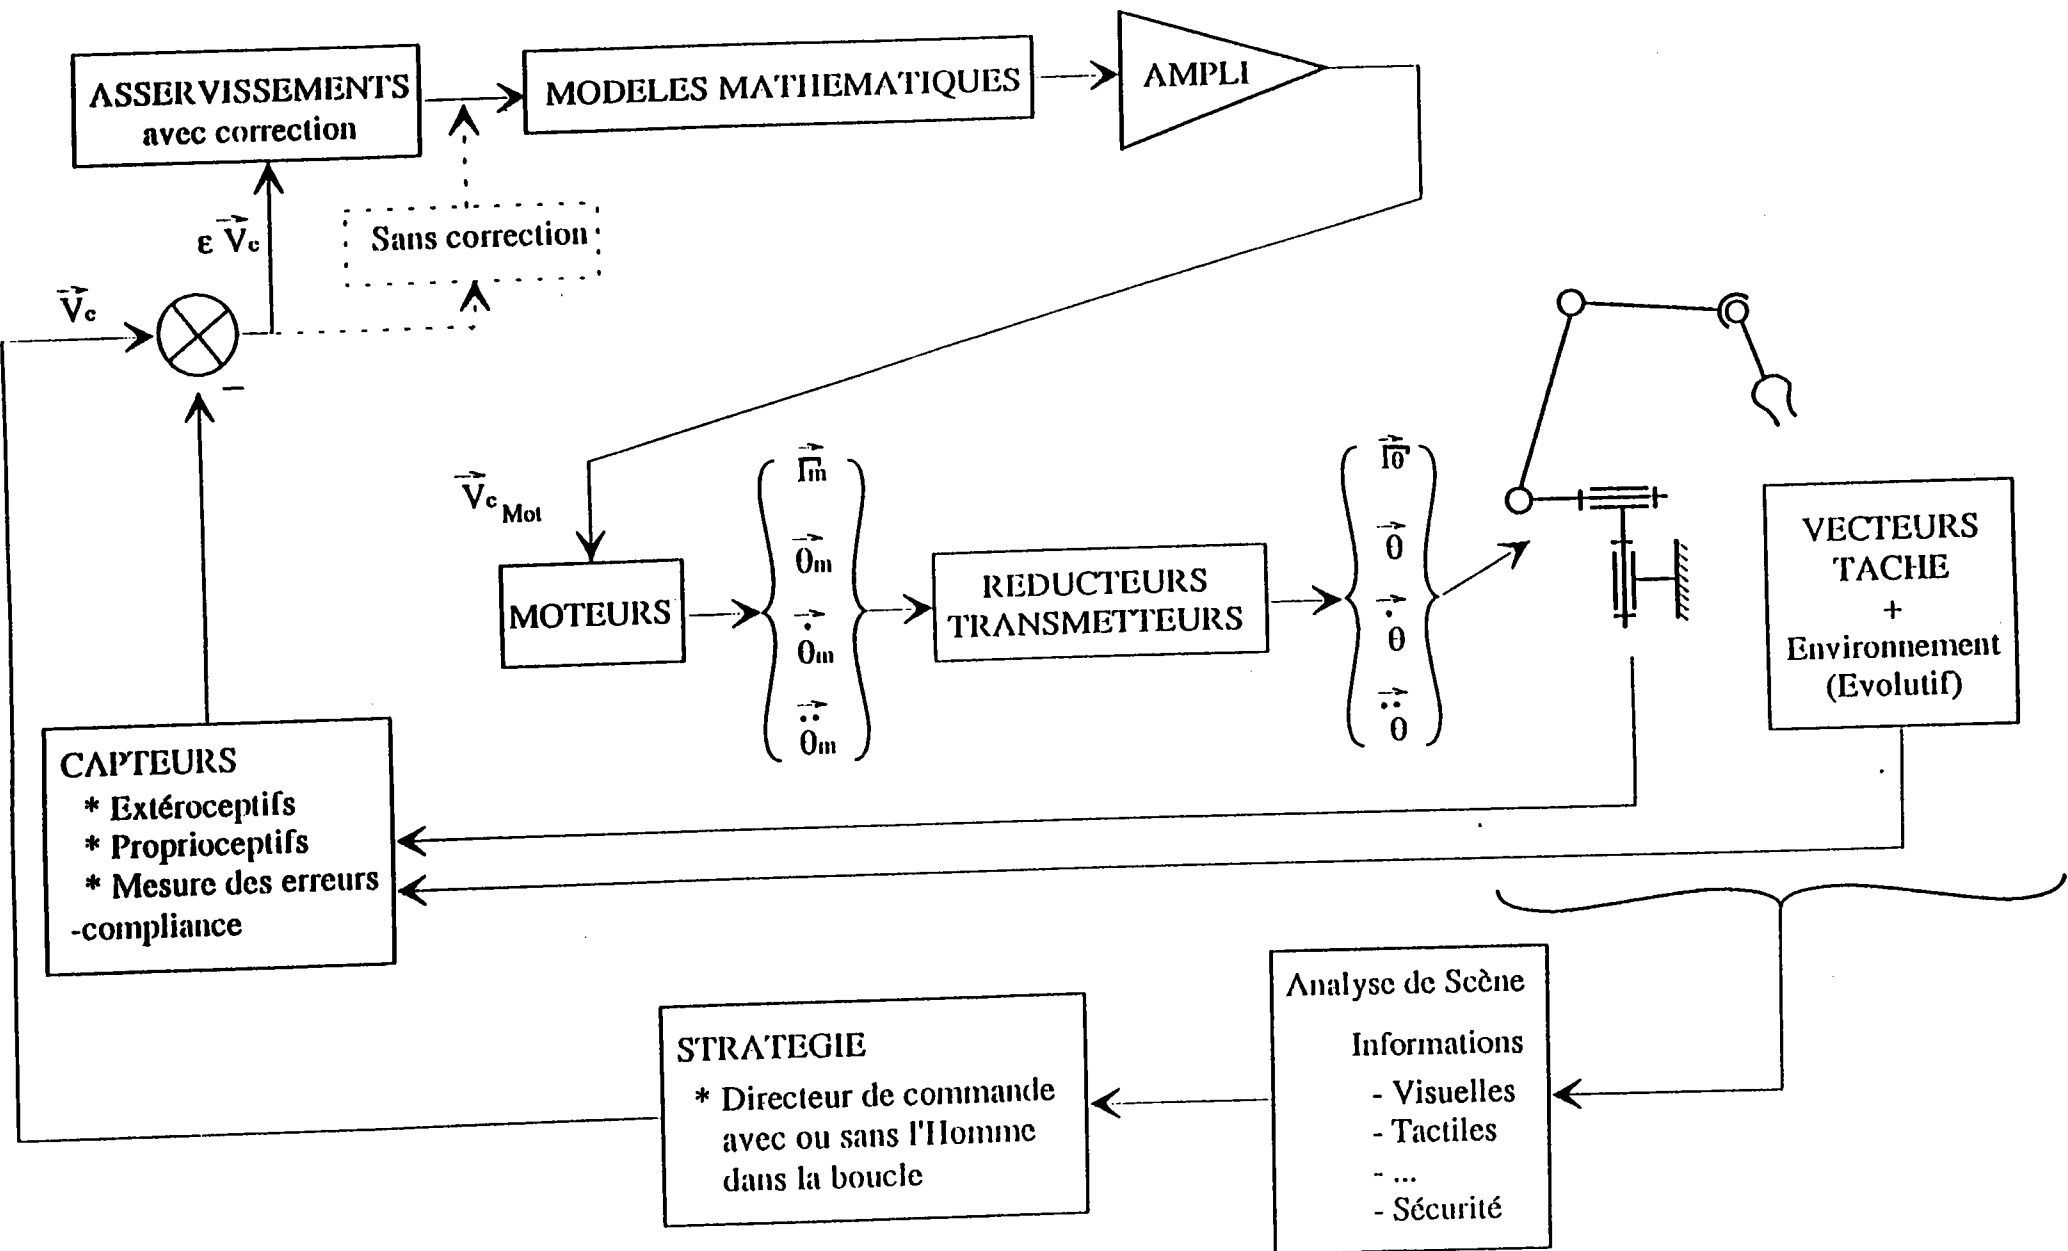 ASSERVISSEMENTS
avec correction
MODELES MATHEMATIQUES
AMPLI
ε V⃗c
Sans correction
V⃗c
−
V⃗c Mot
MOTEURS
Γ⃗m
θ⃗m
θ̇⃗m
θ̈⃗m
REDUCTEURS
TRANSMETTEURS
Γ⃗θ
θ⃗
θ̇⃗
θ̈⃗
VECTEURS
TACHE
+
Environnement
(Evolutif)
CAPTEURS
* Extéroceptifs
* Proprioceptifs
* Mesure des erreurs
-compliance
STRATEGIE
* Directeur de commande
avec ou sans l'Homme
dans la boucle
Analyse de Scène
Informations
- Visuelles
- Tactiles
- ...
- Sécurité